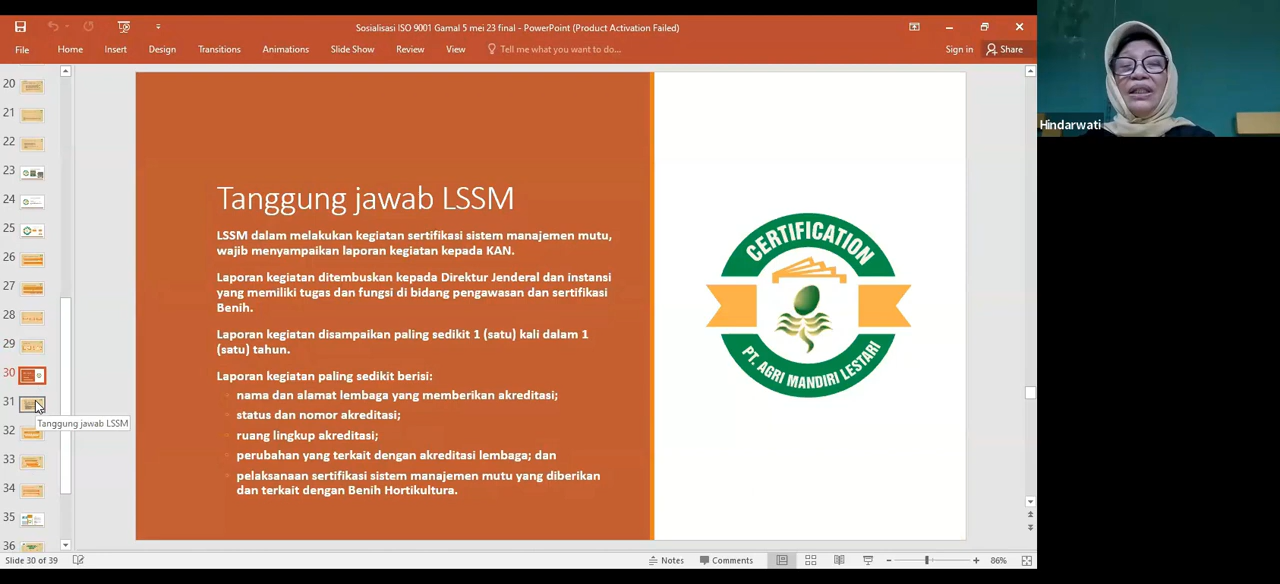 Sosialisasi ISO 9001 Gamal 5 mei 23 final - PowerPoint (Product Activation Failed)
File Home Insert Design Transitions Animations Slide Show Review View Tell me what you want to do...
Sign in Share
Hindarwati
20
21
22
23
24
25
26
27
28
29
30
31
32
33
34
35
36
Tanggung jawab LSSM
Tanggung jawab LSSM
LSSM dalam melakukan kegiatan sertifikasi sistem manajemen mutu,
wajib menyampaikan laporan kegiatan kepada KAN.
Laporan kegiatan ditembuskan kepada Direktur Jenderal dan instansi
yang memiliki tugas dan fungsi di bidang pengawasan dan sertifikasi
Benih.
Laporan kegiatan disampaikan paling sedikit 1 (satu) kali dalam 1
(satu) tahun.
Laporan kegiatan paling sedikit berisi:
nama dan alamat lembaga yang memberikan akreditasi;
status dan nomor akreditasi;
ruang lingkup akreditasi;
perubahan yang terkait dengan akreditasi lembaga; dan
pelaksanaan sertifikasi sistem manajemen mutu yang diberikan
dan terkait dengan Benih Hortikultura.
CERTIFICATION
PT. AGRI MANDIRI LESTARI
Slide 30 of 39
Notes Comments 86%